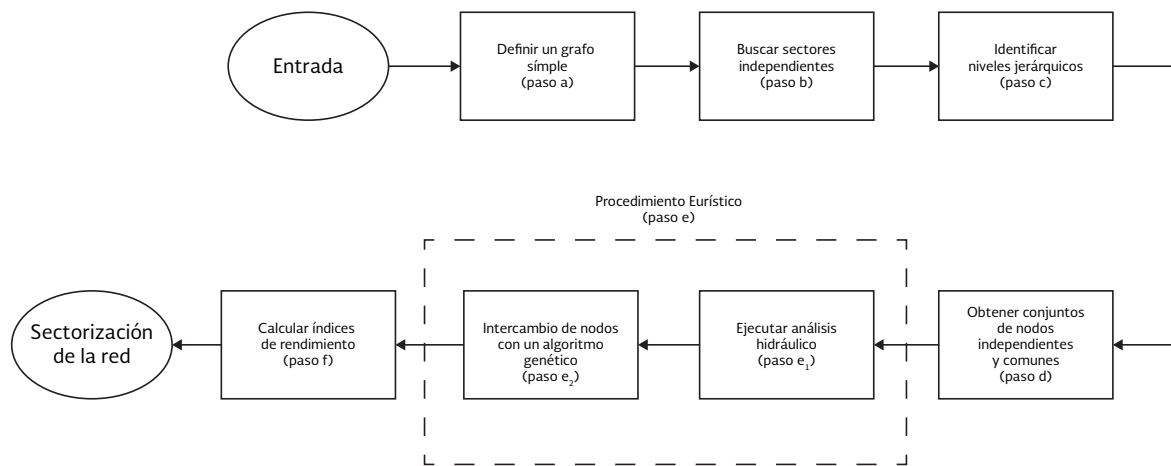 Entrada
Definir un grafo
símple
(paso a)
Buscar sectores
independientes
(paso b)
Identificar
niveles jerárquicos
(paso c)
Procedimiento Eurístico
(paso e)
Sectorización
de la red
Calcular índices
de rendimiento
(paso f)
Intercambio de nodos
con un algoritmo
genético
(paso e₂)
Ejecutar análisis
hidráulico
(paso e₁)
Obtener conjuntos
de nodos
independientes
y comunes
(paso d)